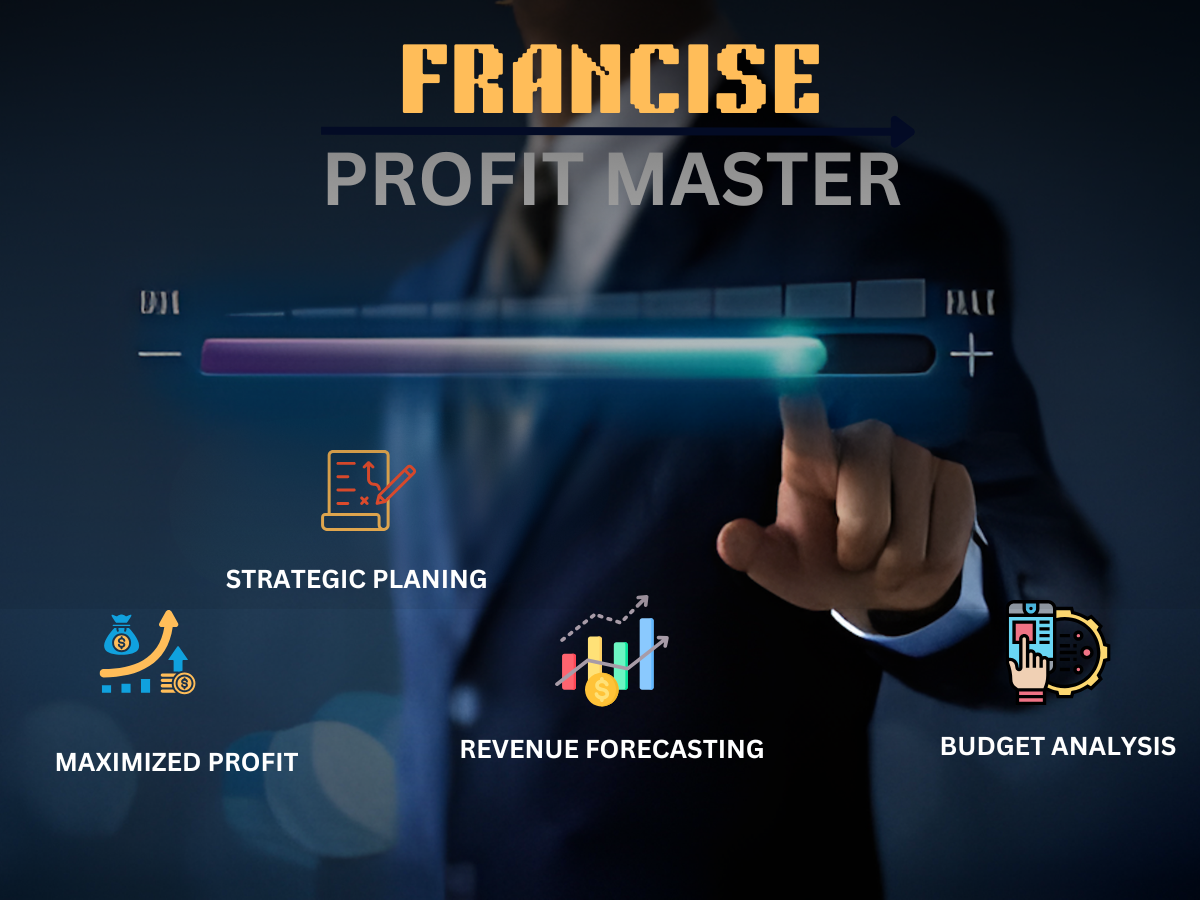 FRANCISE
PROFIT MASTER
STRATEGIC PLANING
MAXIMIZED PROFIT
REVENUE FORECASTING
BUDGET ANALYSIS